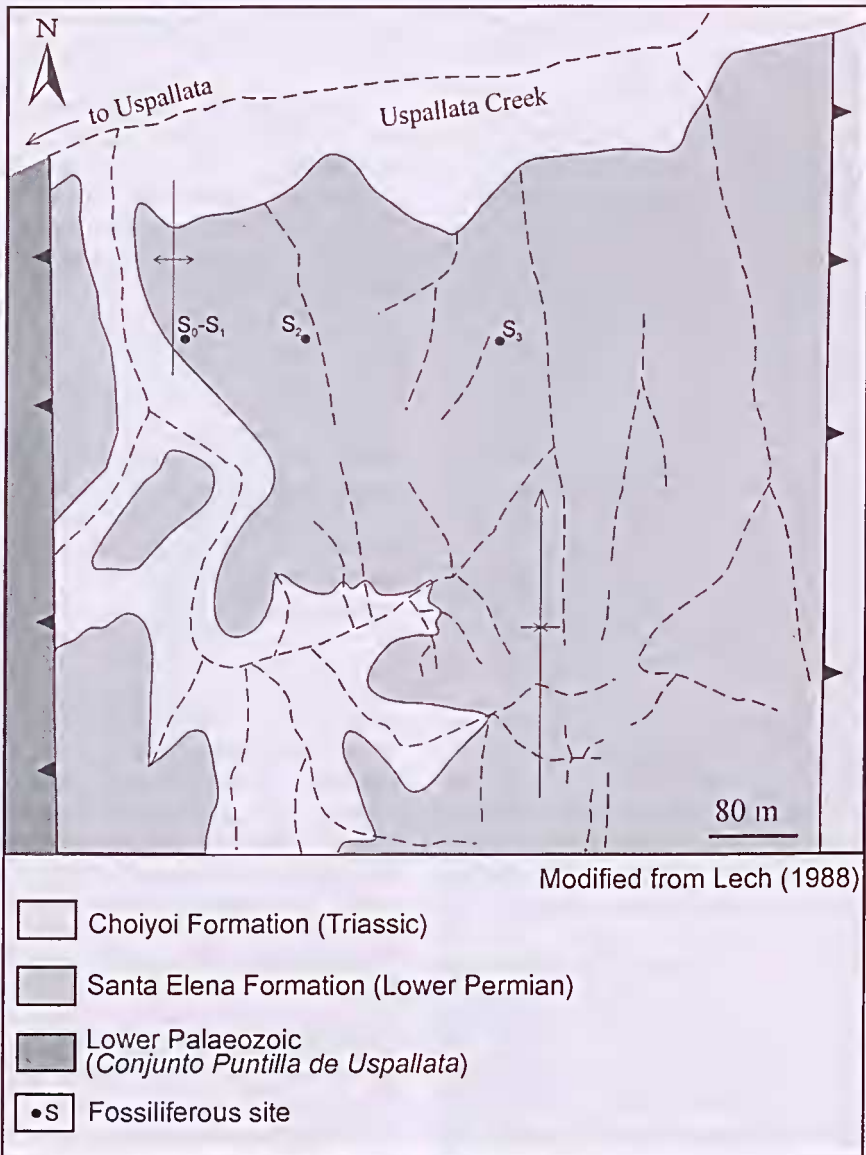 N
to Uspallata
Uspallata Creek
S₀-S₁
S₂
S₃
80 m
Modified from Lech (1988)
Choiyoi Formation (Triassic)
Santa Elena Formation (Lower Permian)
Lower Palaeozoic
(Conjunto Puntilla de Uspallata)
•S Fossiliferous site